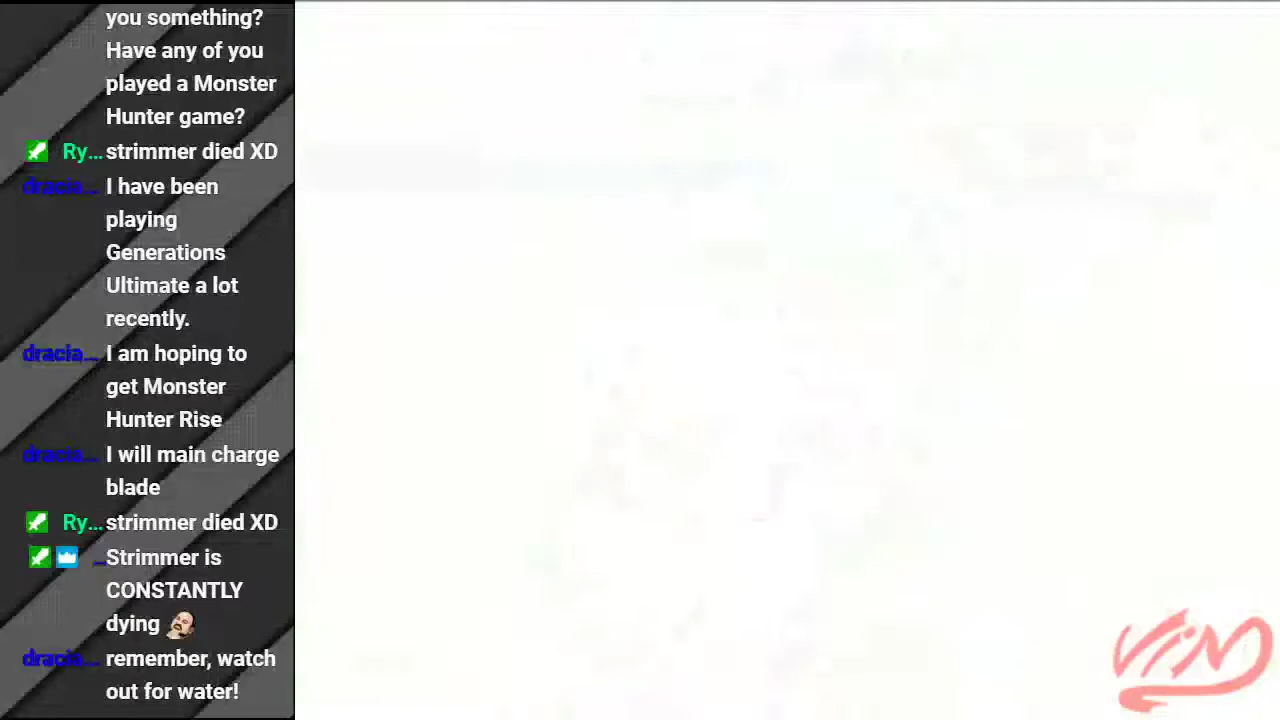 you something?
Have any of you
played a Monster
Hunter game?
Ry... strimmer died XD
dracia... I have been
playing
Generations
Ultimate a lot
recently.
dracia... I am hoping to
get Monster
Hunter Rise
dracia... I will main charge
blade
Ry... strimmer died XD
... Strimmer is
CONSTANTLY
dying
dracia... remember, watch
out for water!
VIM